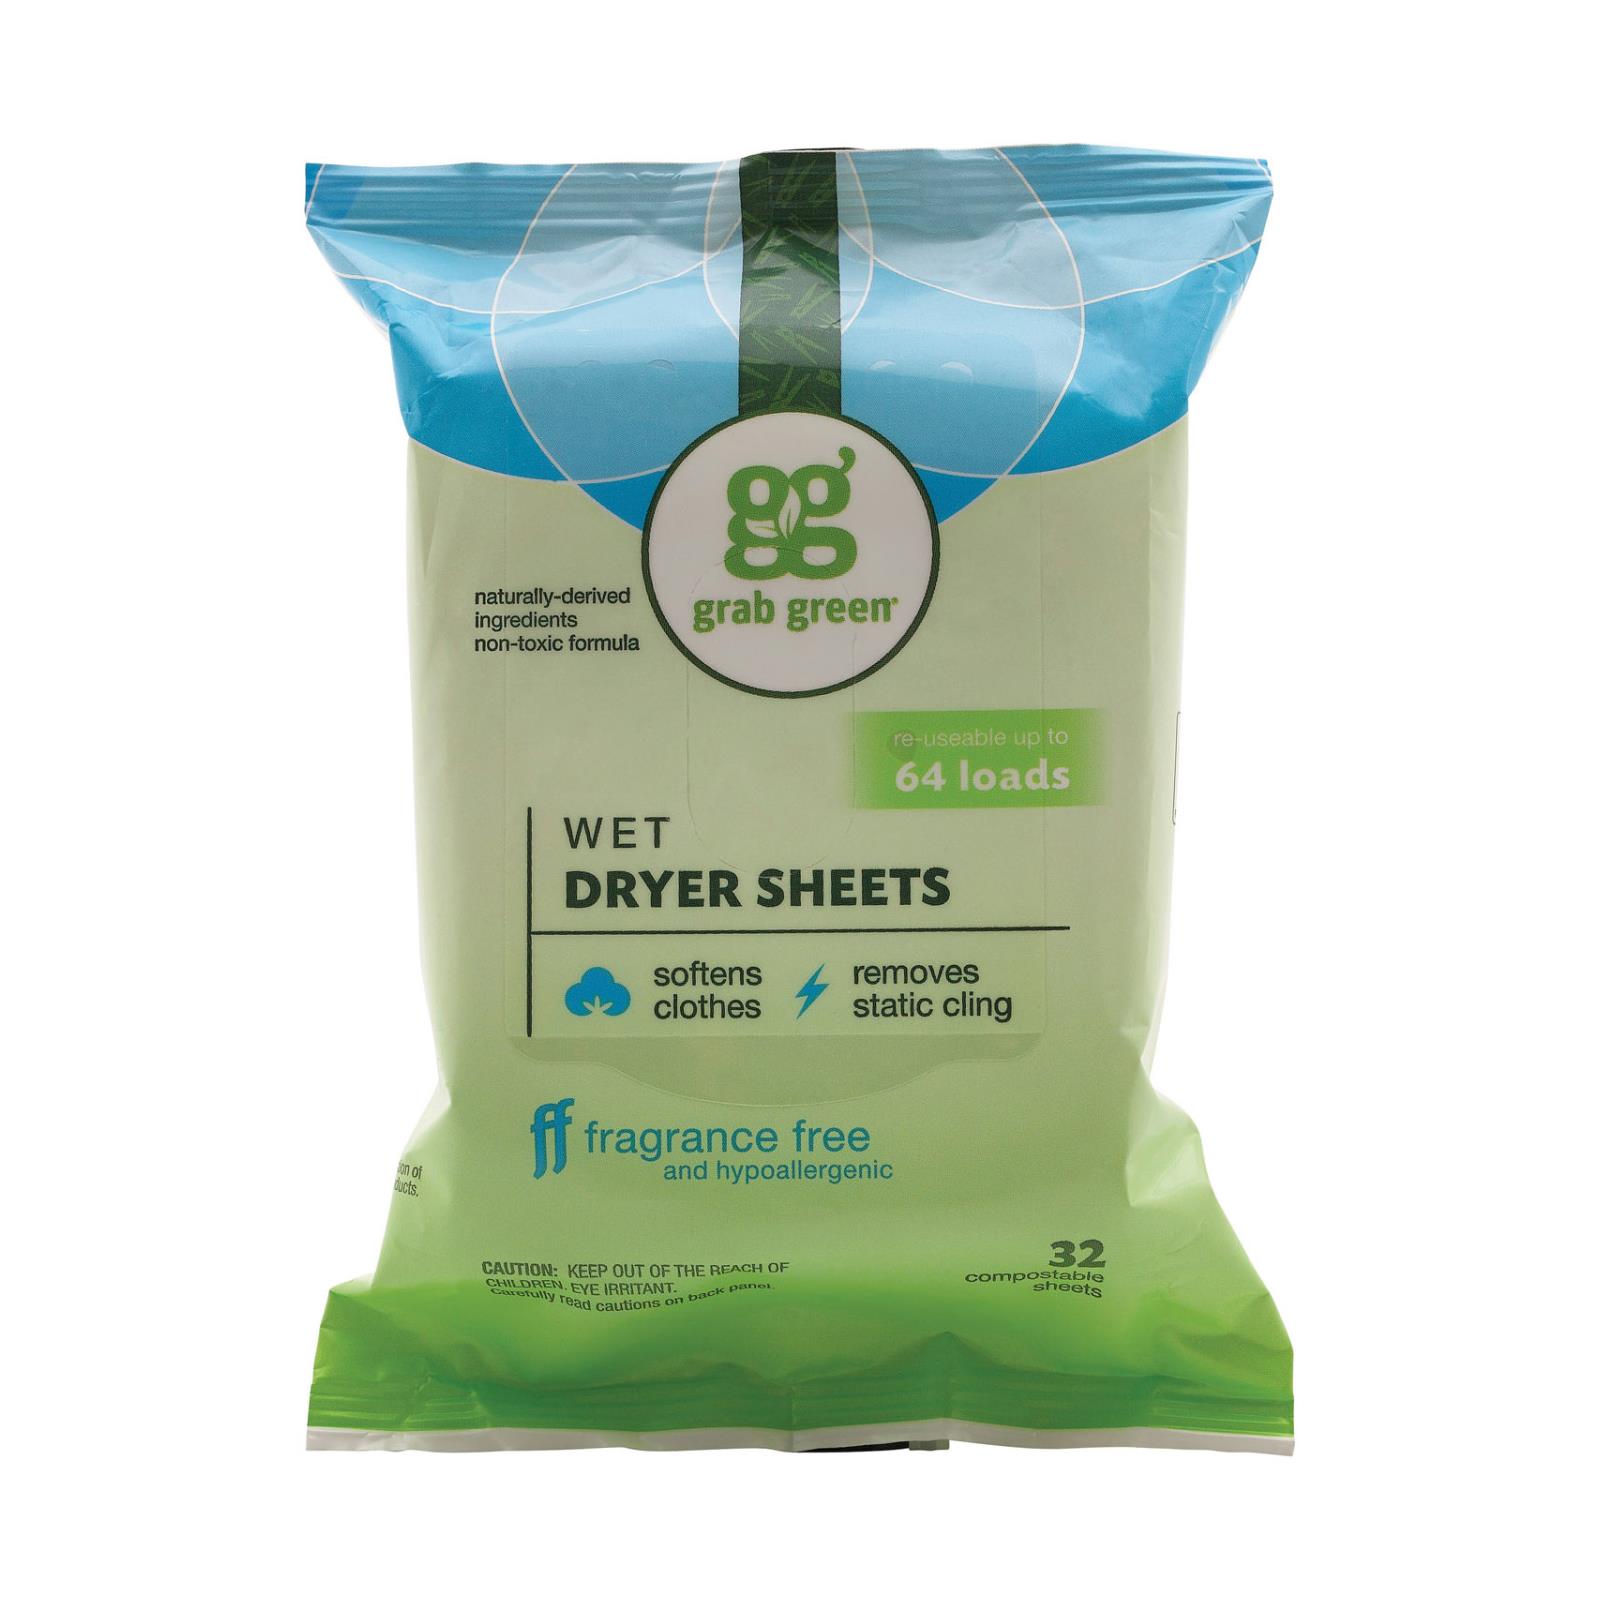 gg
grab green®
naturally-derived
ingredients
non-toxic formula
re-useable up to
64 loads
WET
DRYER SHEETS
softens
clothes
removes
static cling
ff fragrance free
and hypoallergenic
of
CAUTION: KEEP OUT OF THE REACH OF
CHILDREN. EYE IRRITANT.
Carefully read cautions on back panel.
32
compostable
sheets